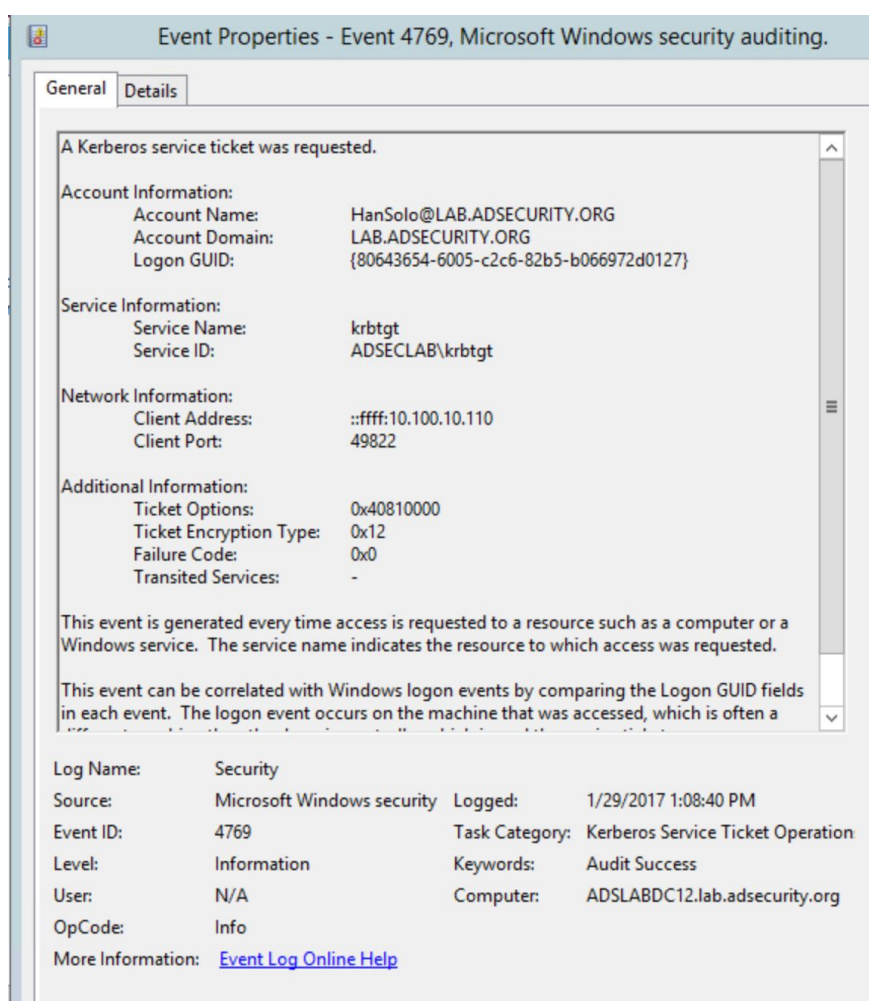 Event Properties - Event 4769, Microsoft Windows security auditing.
General Details
A Kerberos service ticket was requested.
Account Information:
Account Name: HanSolo@LAB.ADSECURITY.ORG
Account Domain: LAB.ADSECURITY.ORG
Logon GUID: {80643654-6005-c2c6-82b5-b066972d0127}
Service Information:
Service Name: krbtgt
Service ID: ADSECLAB\krbtgt
Network Information:
Client Address: ::ffff:10.100.10.110
Client Port: 49822
Additional Information:
Ticket Options: 0x40810000
Ticket Encryption Type: 0x12
Failure Code: 0x0
Transited Services: -
This event is generated every time access is requested to a resource such as a computer or a
Windows service.  The service name indicates the resource to which access was requested.
This event can be correlated with Windows logon events by comparing the Logon GUID fields
in each event.  The logon event occurs on the machine that was accessed, which is often a
Log Name: Security
Source: Microsoft Windows security Logged: 1/29/2017 1:08:40 PM
Event ID: 4769 Task Category: Kerberos Service Ticket Operation
Level: Information Keywords: Audit Success
User: N/A Computer: ADSLABDC12.lab.adsecurity.org
OpCode: Info
More Information: Event Log Online Help